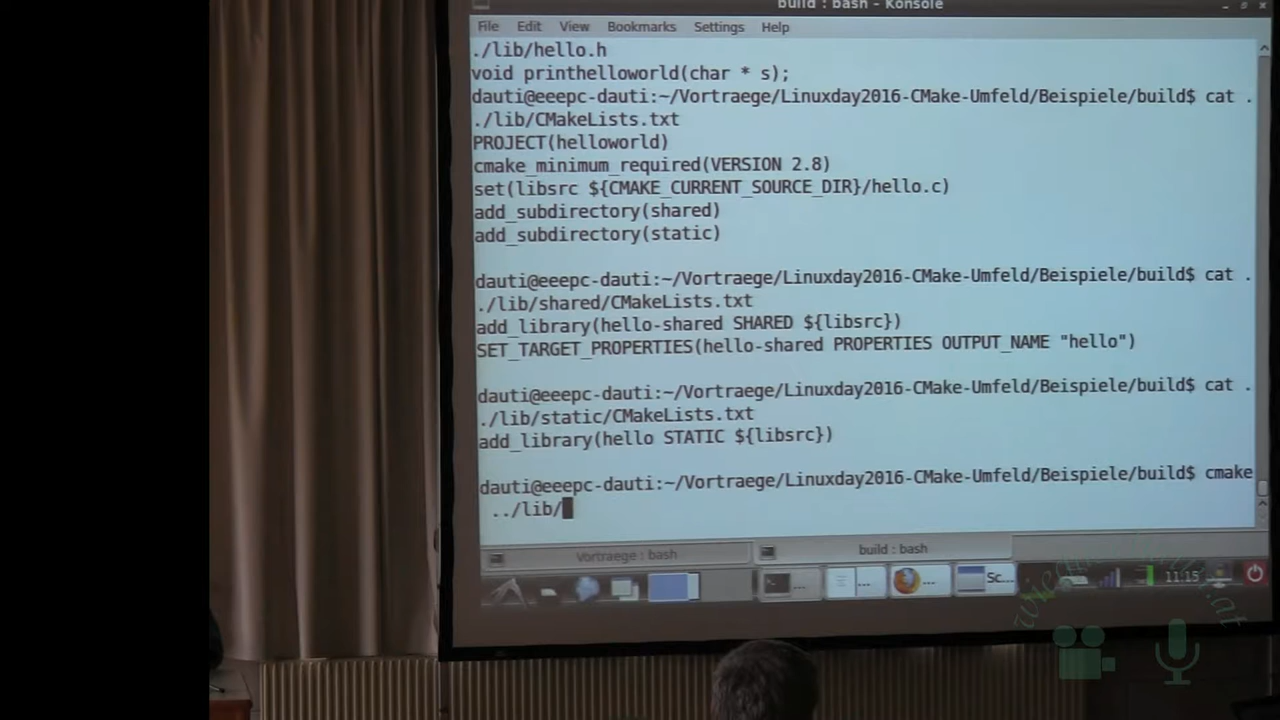 build : bash – Konsole
File Edit View Bookmarks Settings Help
./lib/hello.h
void printhelloworld(char * s);
dauti@eeepc-dauti:~/Vortraege/Linuxday2016-CMake-Umfeld/Beispiele/build$ cat .
./lib/CMakeLists.txt
PROJECT(helloworld)
cmake_minimum_required(VERSION 2.8)
set(libsrc ${CMAKE_CURRENT_SOURCE_DIR}/hello.c)
add_subdirectory(shared)
add_subdirectory(static)
dauti@eeepc-dauti:~/Vortraege/Linuxday2016-CMake-Umfeld/Beispiele/build$ cat .
./lib/shared/CMakeLists.txt
add_library(hello-shared SHARED ${libsrc})
SET_TARGET_PROPERTIES(hello-shared PROPERTIES OUTPUT_NAME "hello")
dauti@eeepc-dauti:~/Vortraege/Linuxday2016-CMake-Umfeld/Beispiele/build$ cat .
./lib/static/CMakeLists.txt
add_library(hello STATIC ${libsrc})
dauti@eeepc-dauti:~/Vortraege/Linuxday2016-CMake-Umfeld/Beispiele/build$ cmake
../lib/
Vortraege : bash
build : bash
... ... ... Sc... 11:15